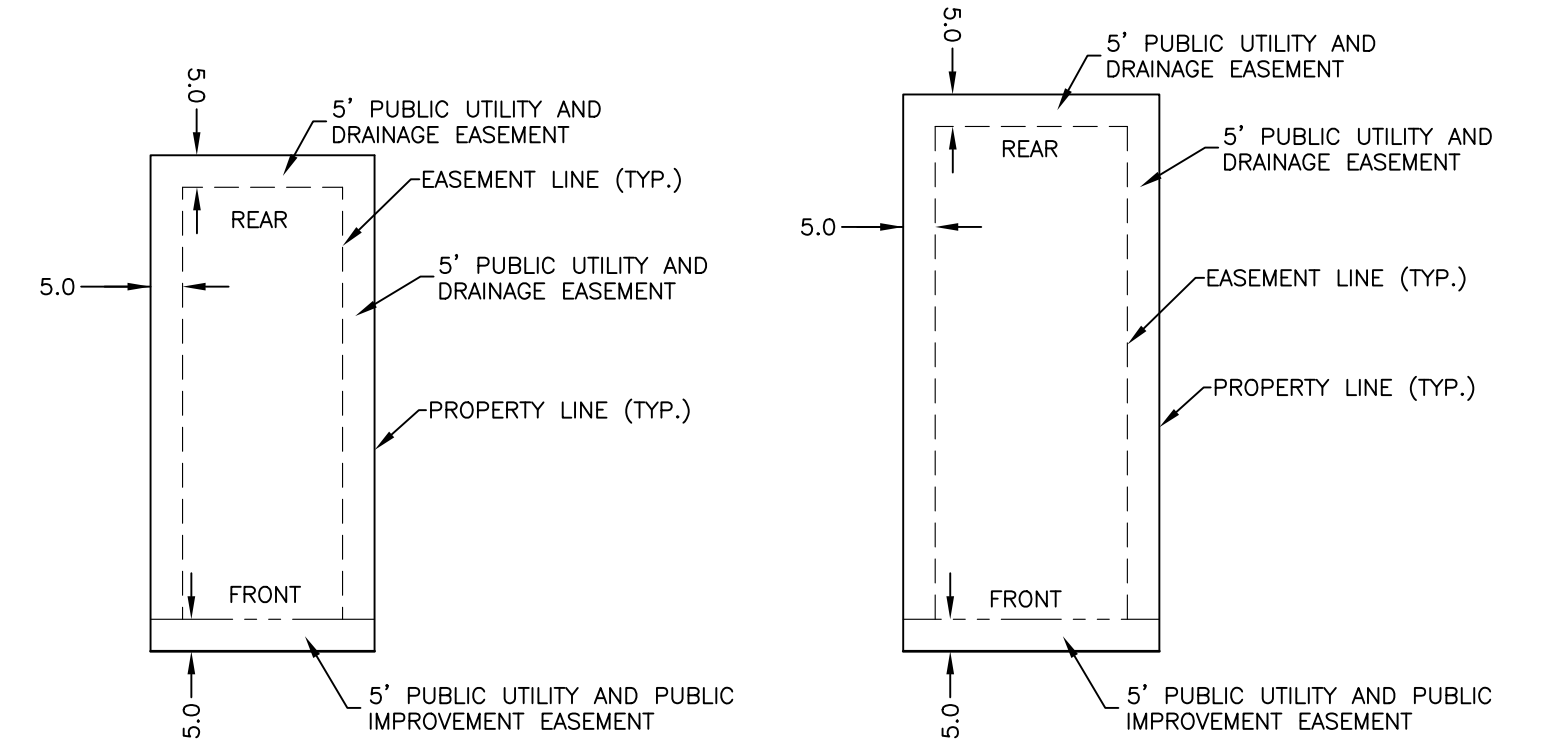 5.0
5' PUBLIC UTILITY AND
DRAINAGE EASEMENT
EASEMENT LINE (TYP.)
REAR
5' PUBLIC UTILITY AND
DRAINAGE EASEMENT
5.0
PROPERTY LINE (TYP.)
FRONT
5' PUBLIC UTILITY AND PUBLIC
IMPROVEMENT EASEMENT
5.0
5.0
5' PUBLIC UTILITY AND
DRAINAGE EASEMENT
REAR
5' PUBLIC UTILITY AND
DRAINAGE EASEMENT
5.0
EASEMENT LINE (TYP.)
PROPERTY LINE (TYP.)
FRONT
5' PUBLIC UTILITY AND PUBLIC
IMPROVEMENT EASEMENT
5.0